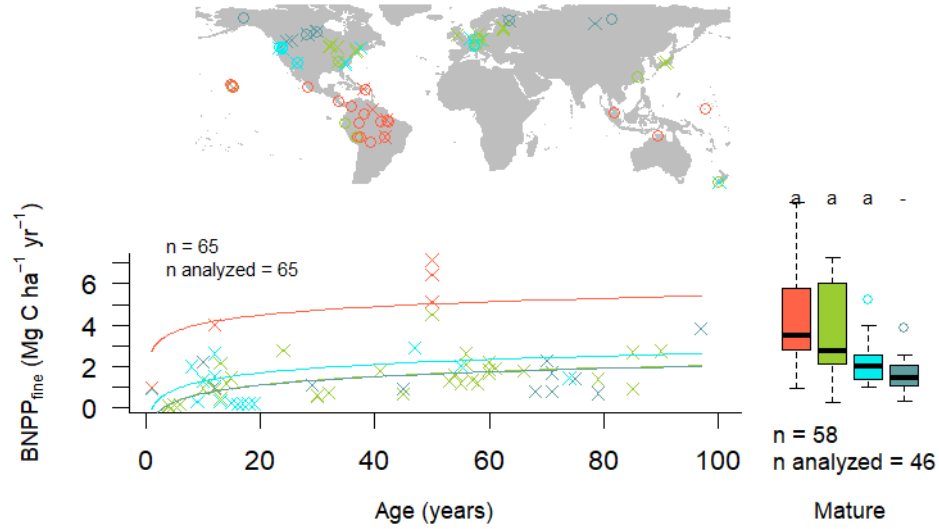 a a a -
n = 65
n analyzed = 65
BNPP_fine (Mg C ha⁻¹ yr⁻¹)
6
4
2
0
0 20 40 60 80 100
n = 58
n analyzed = 46
Age (years)
Mature